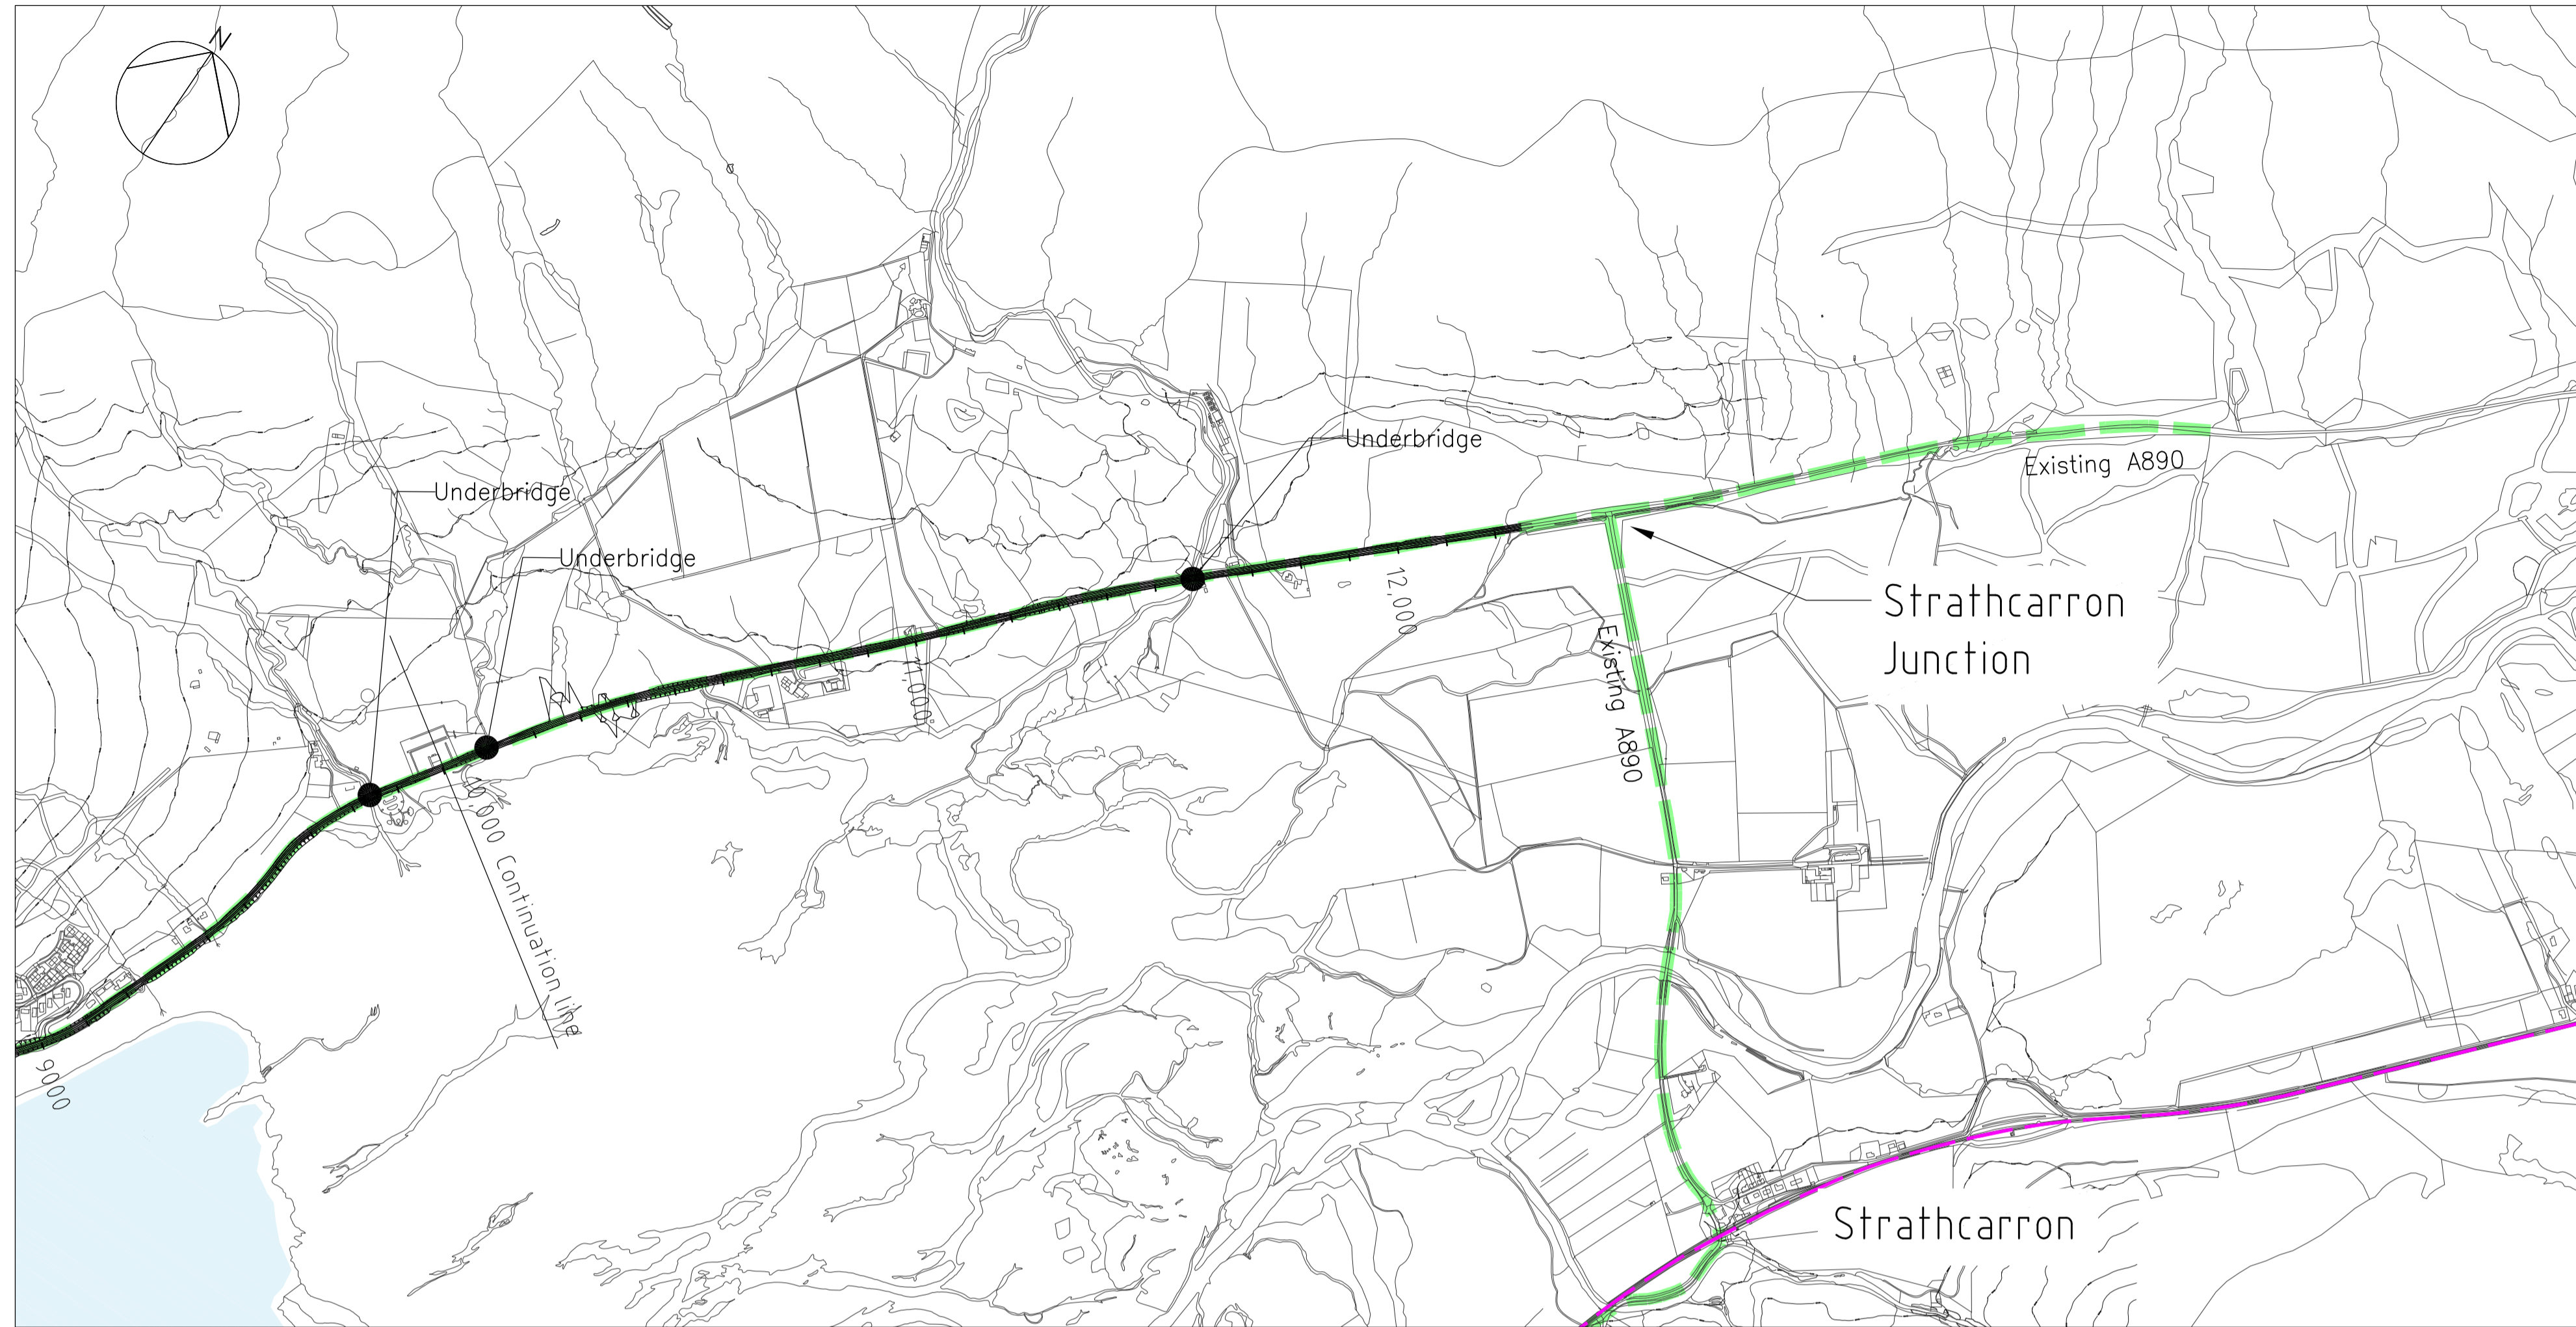 N
Underbridge
Underbridge
Existing A890
Underbridge
12,000
Strathcarron
Junction
Existing A890
11,000
10,000 Continuation line
9000
Strathcarron